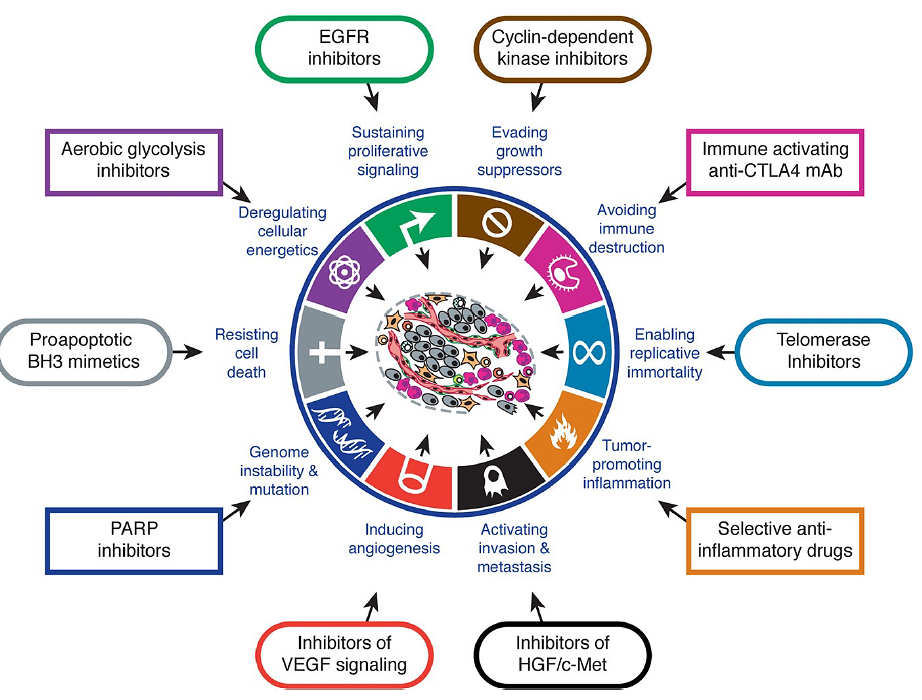 EGFR
inhibitors
Cyclin-dependent
kinase inhibitors
Sustaining
proliferative
signaling
Evading
growth
suppressors
Aerobic glycolysis
inhibitors
Immune activating
anti-CTLA4 mAb
Deregulating
cellular
energetics
Avoiding
immune
destruction
Proapoptotic
BH3 mimetics
Resisting
cell
death
Enabling
replicative
immortality
Telomerase
Inhibitors
Genome
instability &
mutation
Tumor-
promoting
inflammation
PARP
inhibitors
Inducing
angiogenesis
Activating
invasion &
metastasis
Selective anti-
inflammatory drugs
Inhibitors of
VEGF signaling
Inhibitors of
HGF/c-Met